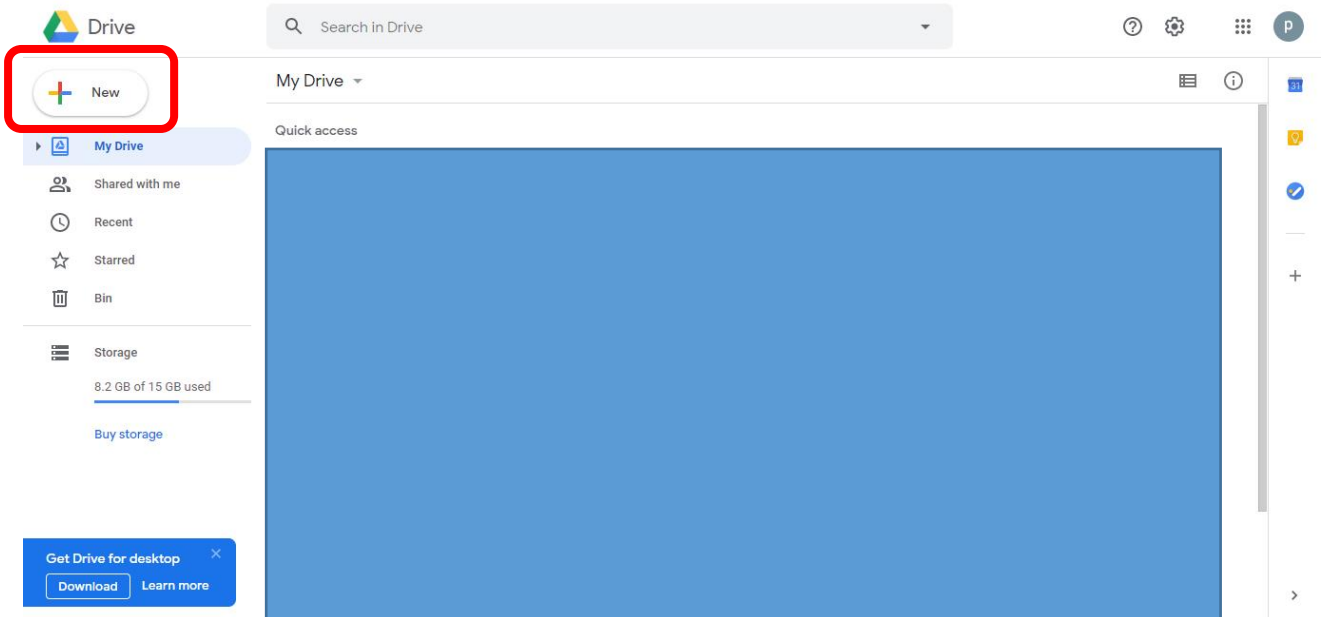 Drive
Search in Drive
p
New
My Drive
31
Quick access
My Drive
Shared with me
Recent
Starred
Bin
Storage
8.2 GB of 15 GB used
Buy storage
Get Drive for desktop
Download Learn more